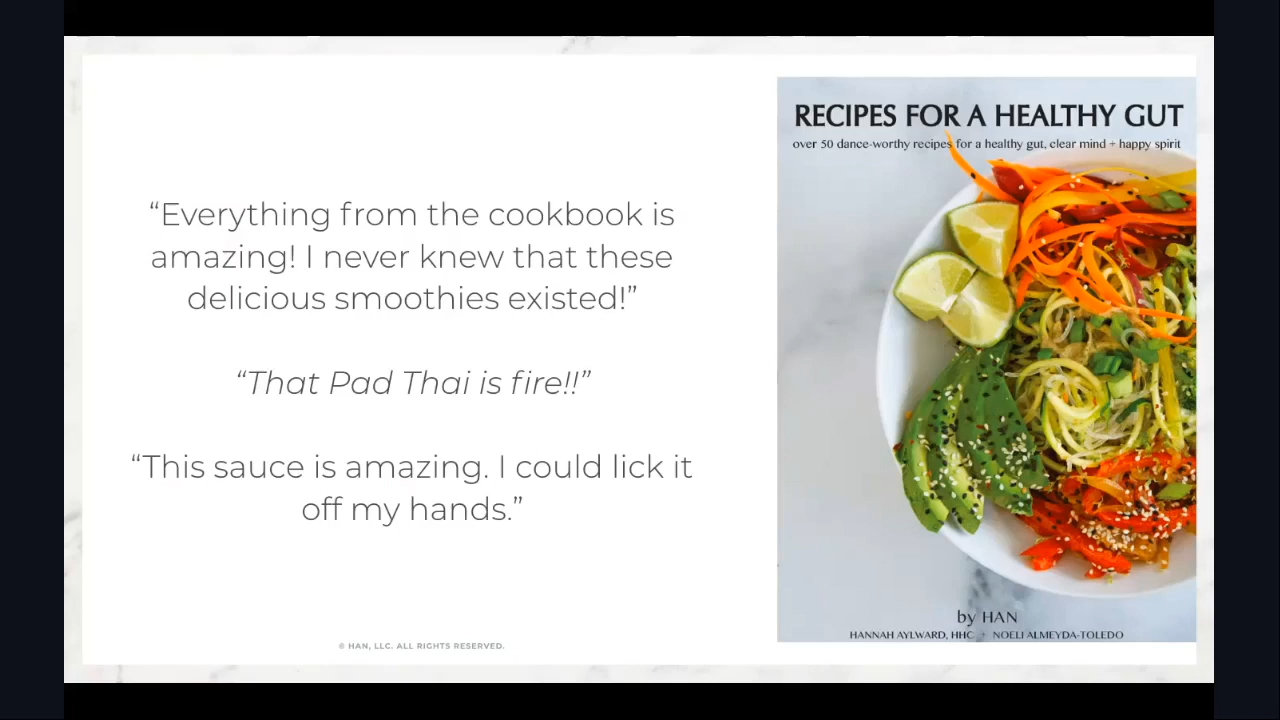 “Everything from the cookbook is
amazing! I never knew that these
delicious smoothies existed!”
“That Pad Thai is fire!!”
“This sauce is amazing. I could lick it
off my hands.”
© HAN, LLC. ALL RIGHTS RESERVED.
RECIPES FOR A HEALTHY GUT
over 50 dance-worthy recipes for a healthy gut, clear mind + happy spirit
by HAN
HANNAH AYLWARD, HHC + NOELI ALMEYDA-TOLEDO